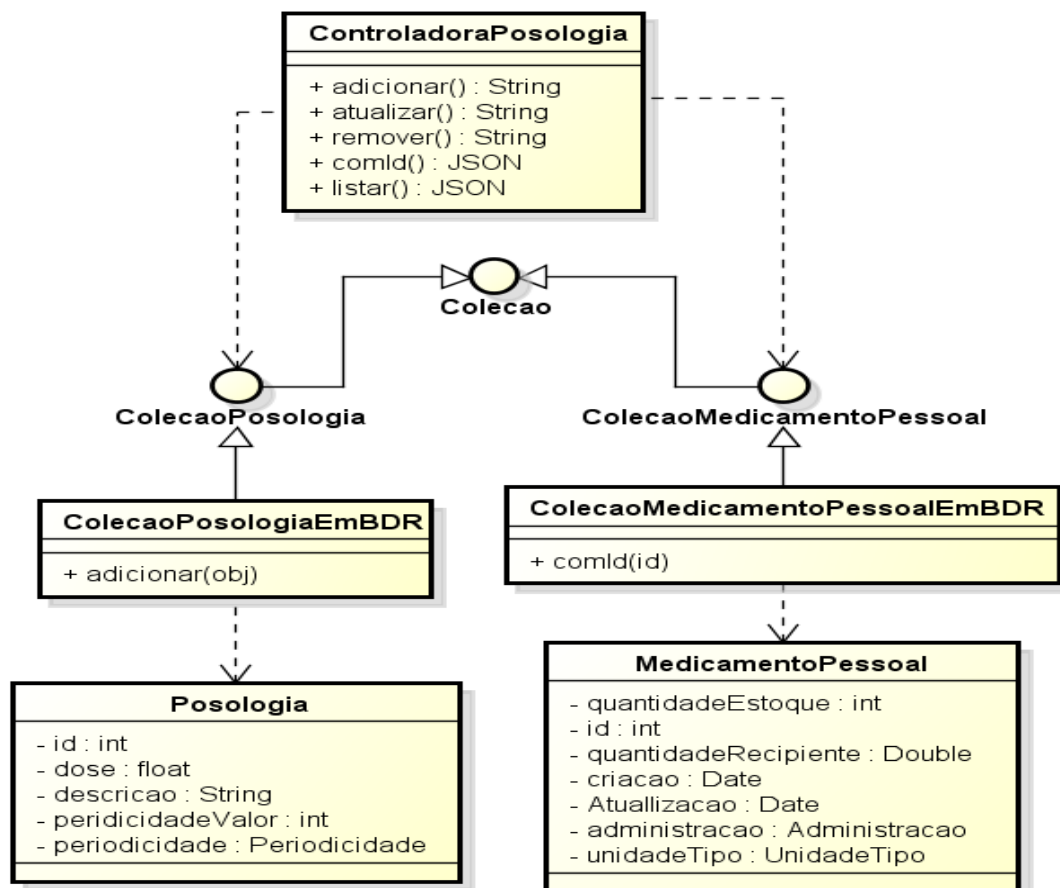 ControladoraPosologia
+ adicionar() : String
+ atualizar() : String
+ remover() : String
+ comId() : JSON
+ listar() : JSON
Colecao
ColecaoPosologia
ColecaoMedicamentoPessoal
ColecaoPosologiaEmBDR
+ adicionar(obj)
ColecaoMedicamentoPessoalEmBDR
+ comId(id)
Posologia
- id : int
- dose : float
- descricao : String
- peridicidadeValor : int
- periodicidade : Periodicidade
MedicamentoPessoal
- quantidadeEstoque : int
- id : int
- quantidadeRecipiente : Double
- criacao : Date
- Atuallizacao : Date
- administracao : Administracao
- unidadeTipo : UnidadeTipo